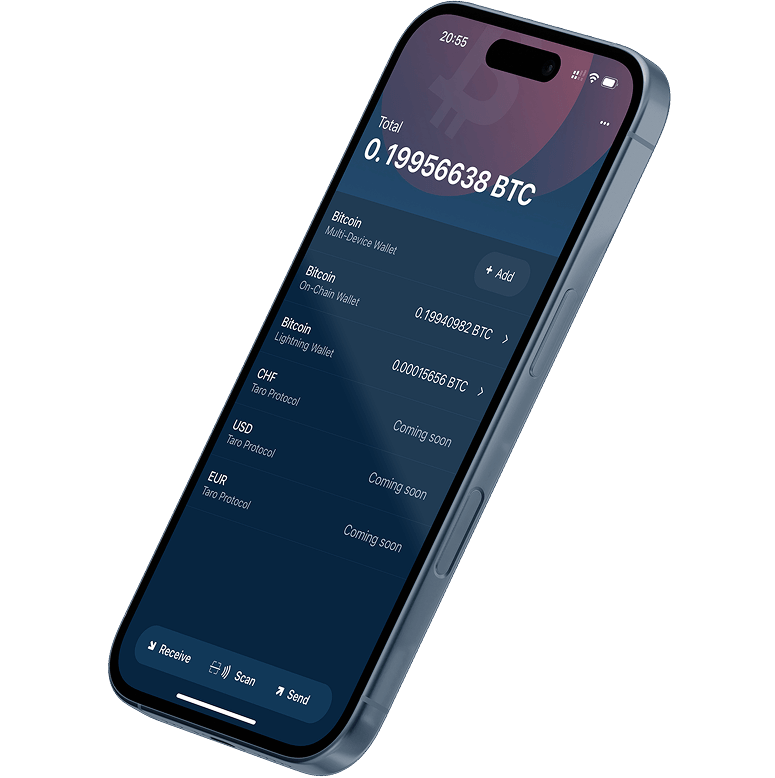 20:55
Total
0.19956638 BTC
Bitcoin
Multi-Device Wallet
+ Add
Bitcoin
On-Chain Wallet
0.19940982 BTC
Bitcoin
Lightning Wallet
0.00015656 BTC
CHF
Taro Protocol
Coming soon
USD
Taro Protocol
Coming soon
EUR
Taro Protocol
Coming soon
Receive
Scan
Send